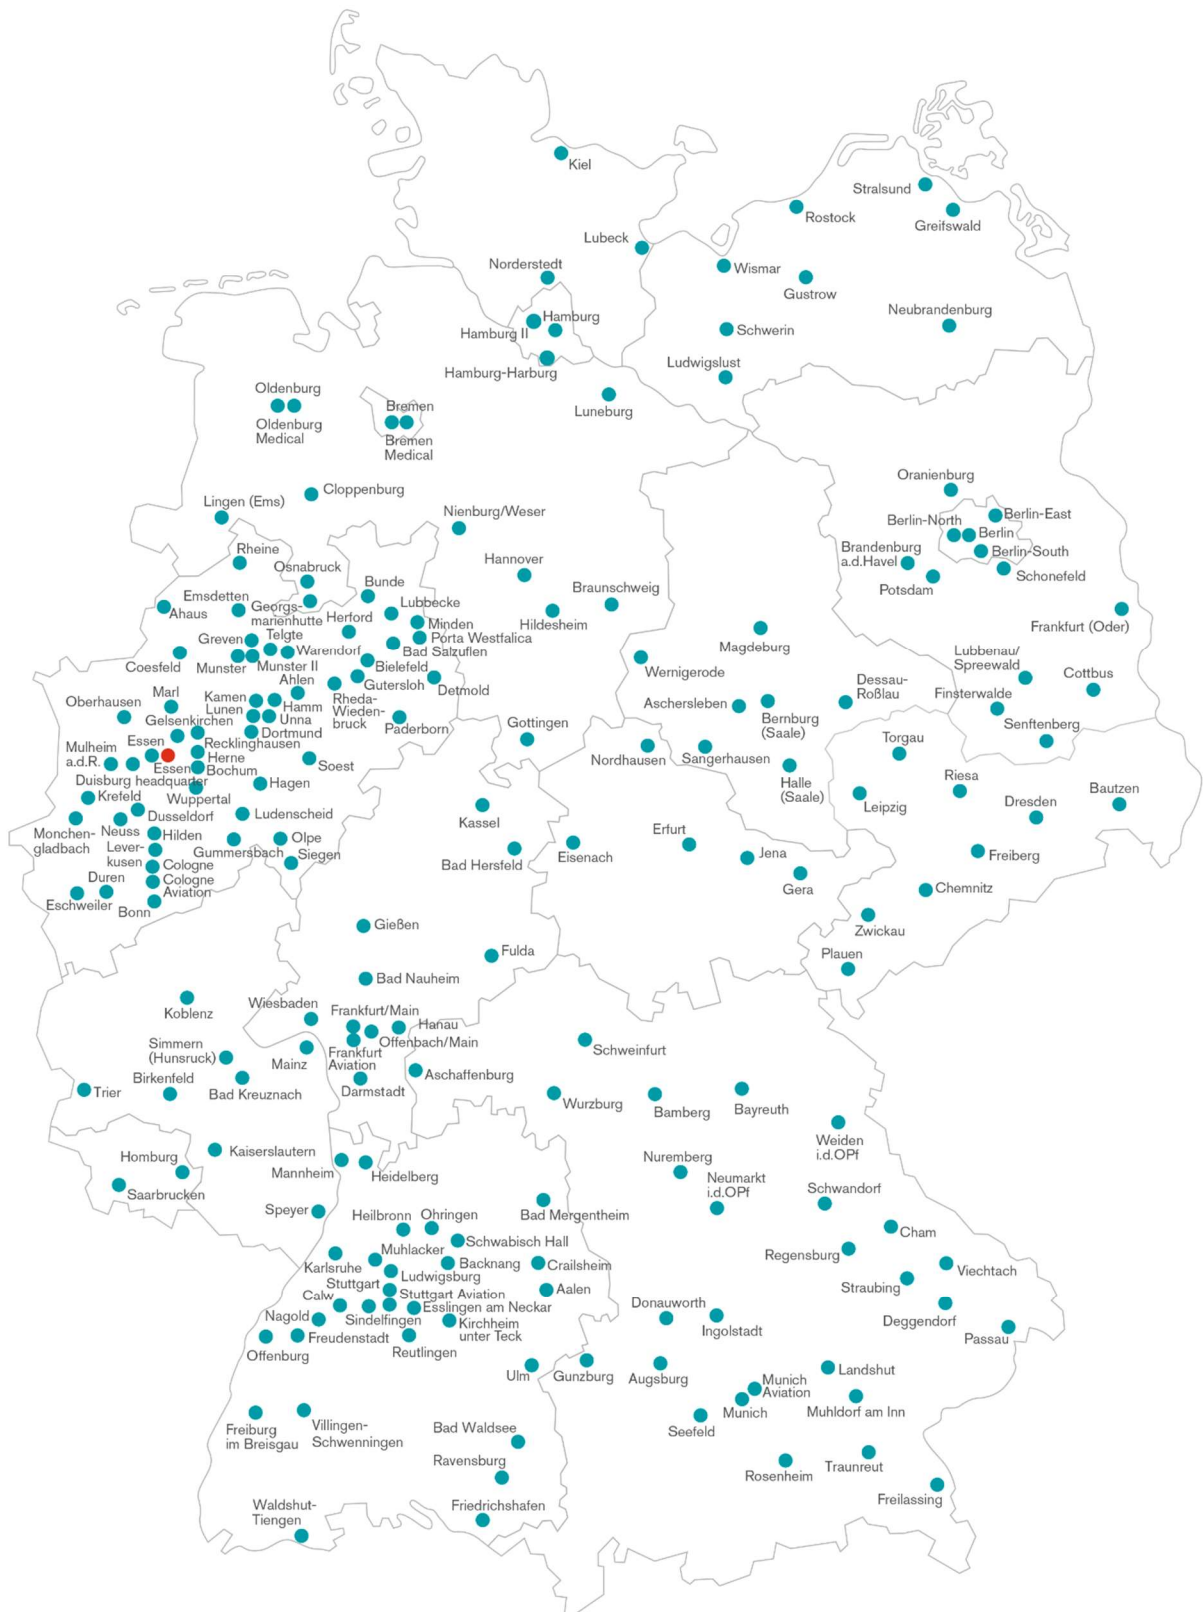 Kiel
Stralsund
Rostock
Greifswald
Lubeck
Wismar
Norderstedt
Gustrow
Neubrandenburg
Hamburg
Hamburg II
Schwerin
Ludwigslust
Hamburg-Harburg
Oldenburg
Luneburg
Bremen
Oldenburg
Medical
Bremen
Medical
Oranienburg
Cloppenburg
Lingen (Ems)
Nienburg/Weser
Berlin-East
Berlin-North
Berlin
Rheine
Brandenburg
a.d.Havel
Berlin-South
Hannover
Osnabruck
Schonefeld
Bunde
Braunschweig
Potsdam
Emsdetten
Lubbecke
Ahaus
Georgs-
marienhutte
Herford
Minden
Hildesheim
Frankfurt (Oder)
Greven
Telgte
Porta Westfalica
Magdeburg
Warendorf
Bad Salzuflen
Lubbenau/
Spreewald
Coesfeld
Munster
Munster II
Bielefeld
Wernigerode
Cottbus
Ahlen
Gutersloh
Detmold
Dessau-
Roßlau
Finsterwalde
Marl
Kamen
Rheda-
Wieden-
bruck
Aschersleben
Oberhausen
Lunen
Hamm
Bernburg
(Saale)
Gelsenkirchen
Unna
Gottingen
Senftenberg
Dortmund
Paderborn
Torgau
Essen
Recklinghausen
Mulheim
a.d.R.
Herne
Soest
Nordhausen
Sangerhausen
Essen
Bochum
Halle
(Saale)
Riesa
Duisburg
headquarter
Hagen
Bautzen
Krefeld
Wuppertal
Leipzig
Dresden
Dusseldorf
Ludenscheid
Kassel
Monchen-
gladbach
Neuss
Hilden
Erfurt
Lever-
kusen
Gummersbach
Olpe
Siegen
Bad Hersfeld
Eisenach
Jena
Freiberg
Cologne
Duren
Cologne
Aviation
Gera
Chemnitz
Eschweiler
Bonn
Gießen
Zwickau
Fulda
Plauen
Bad Nauheim
Wiesbaden
Koblenz
Frankfurt/Main
Hanau
Simmern
(Hunsruck)
Offenbach/Main
Schweinfurt
Mainz
Frankfurt
Aviation
Birkenfeld
Aschaffenburg
Trier
Bad Kreuznach
Darmstadt
Wurzburg
Bamberg
Bayreuth
Weiden
i.d.OPf
Kaiserslautern
Homburg
Mannheim
Heidelberg
Nuremberg
Neumarkt
i.d.OPf
Saarbrucken
Schwandorf
Speyer
Heilbronn
Ohringen
Bad Mergentheim
Cham
Schwabisch Hall
Muhlacker
Regensburg
Karlsruhe
Backnang
Crailsheim
Viechtach
Ludwigsburg
Stuttgart
Straubing
Calw
Stuttgart Aviation
Aalen
Donauworth
Esslingen am Neckar
Nagold
Sindelfingen
Kirchheim
unter Teck
Deggendorf
Ingolstadt
Freudenstadt
Passau
Offenburg
Reutlingen
Ulm
Gunzburg
Augsburg
Landshut
Munich
Aviation
Munich
Muhldorf am Inn
Freiburg
im Breisgau
Villingen-
Schwenningen
Bad Waldsee
Seefeld
Ravensburg
Traunreut
Rosenheim
Freilassing
Waldshut-
Tiengen
Friedrichshafen